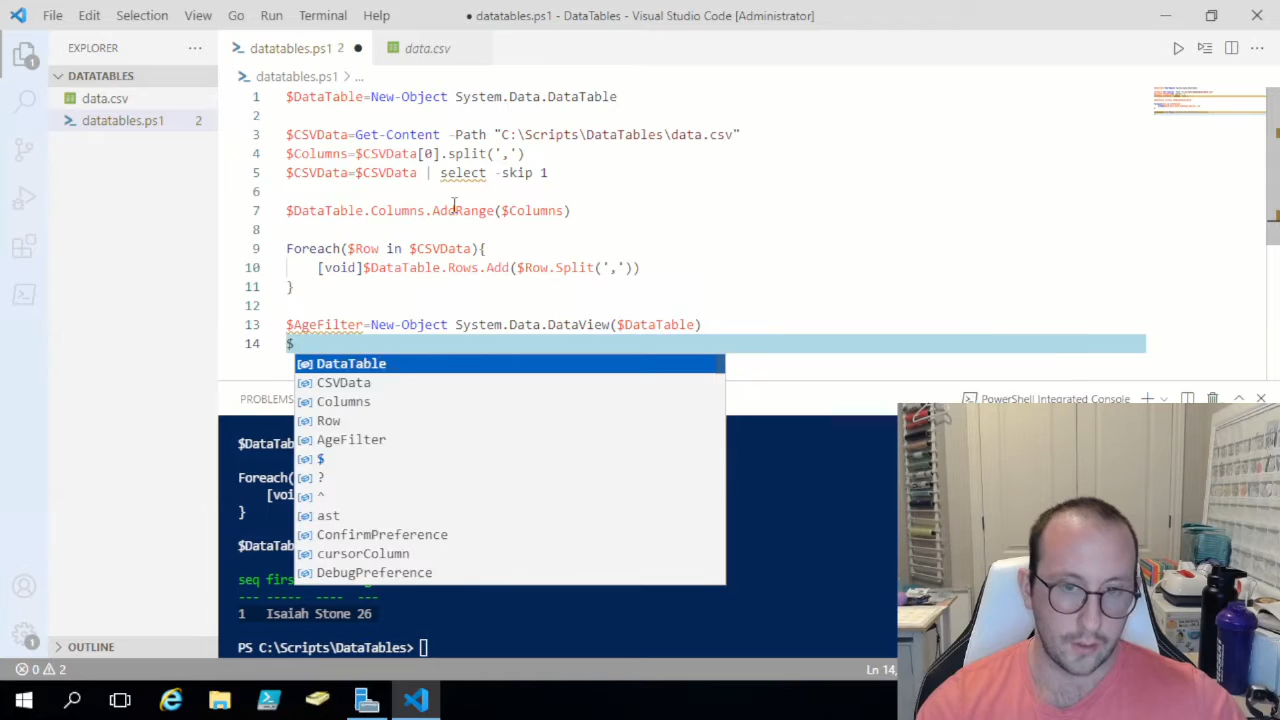 File Edit Selection View Go Run Terminal Help
● datatables.ps1 - DataTables - Visual Studio Code [Administrator]
EXPLORER
DATATABLES
data.csv
datatables.ps1 2
OUTLINE
datatables.ps1 2 ● data.csv
datatables.ps1 > ...
1 $DataTable=New-Object System.Data.DataTable
2
3 $CSVData=Get-Content -Path "C:\Scripts\DataTables\data.csv"
4 $Columns=$CSVData[0].split(',')
5 $CSVData=$CSVData | select -skip 1
6
7 $DataTable.Columns.AddRange($Columns)
8
9 Foreach($Row in $CSVData){
10 [void]$DataTable.Rows.Add($Row.Split(','))
11 }
12
13 $AgeFilter=New-Object System.Data.DataView($DataTable)
14 $
DataTable
CSVData
Columns
Row
AgeFilter
$
?
^
ast
ConfirmPreference
cursorColumn
DebugPreference
PROBLEMS
PowerShell Integrated Console
$DataTab
Foreach(
[voi
}
$DataTab
seq firs
--- ----- ---- ---
1 Isaiah Stone 26
PS C:\Scripts\DataTables>
0 2
Ln 14,